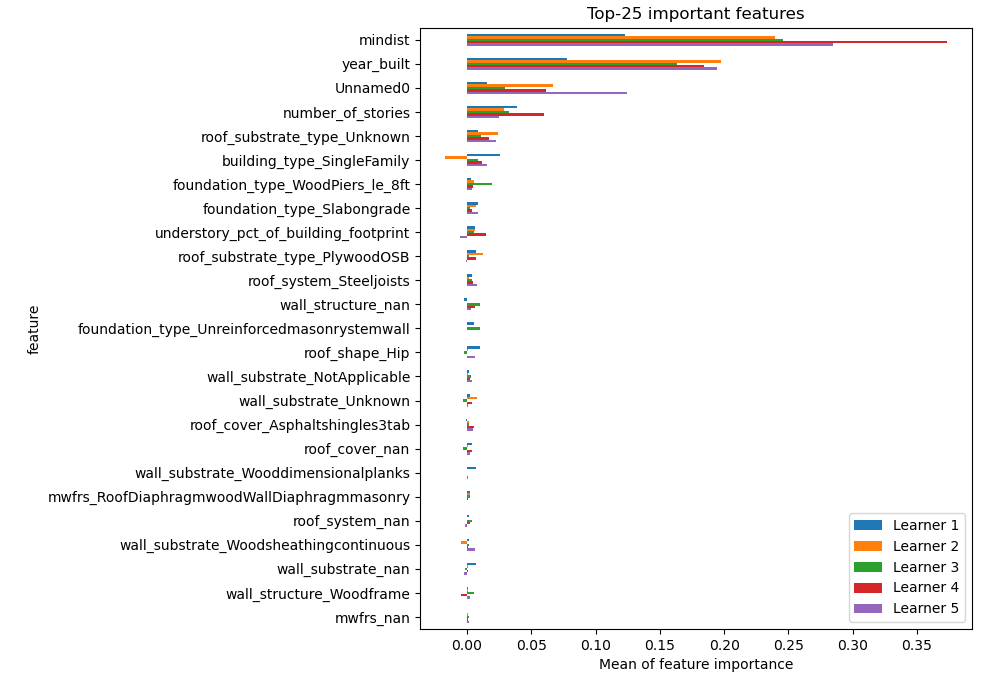 Top-25 important features
mindist
year_built
Unnamed0
number_of_stories
roof_substrate_type_Unknown
building_type_SingleFamily
foundation_type_WoodPiers_le_8ft
foundation_type_Slabongrade
understory_pct_of_building_footprint
roof_substrate_type_PlywoodOSB
roof_system_Steeljoists
wall_structure_nan
foundation_type_Unreinforcedmasonrystemwall
roof_shape_Hip
wall_substrate_NotApplicable
wall_substrate_Unknown
roof_cover_Asphaltshingles3tab
roof_cover_nan
wall_substrate_Wooddimensionalplanks
mwfrs_RoofDiaphragmwoodWallDiaphragmmasonry
roof_system_nan
wall_substrate_Woodsheathingcontinuous
wall_substrate_nan
wall_structure_Woodframe
mwfrs_nan
feature
Learner 1
Learner 2
Learner 3
Learner 4
Learner 5
0.00 0.05 0.10 0.15 0.20 0.25 0.30 0.35
Mean of feature importance